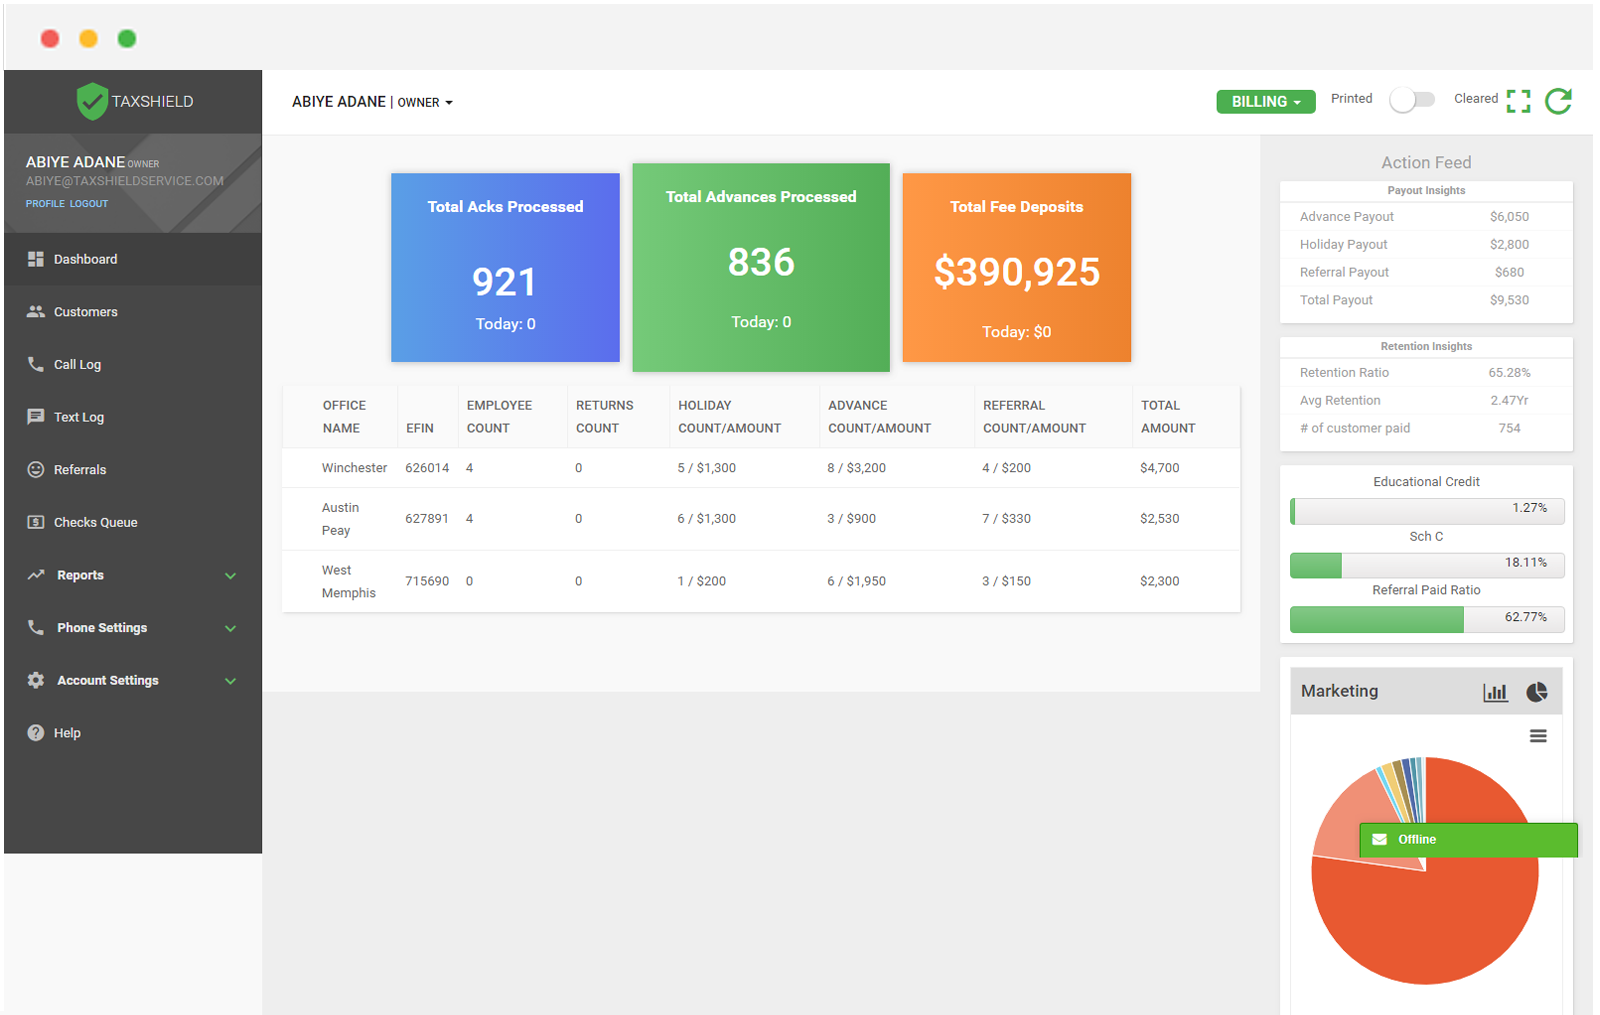 TAXSHIELD
ABIYE ADANE OWNER
ABIYE@TAXSHIELDSERVICE.COM
PROFILE LOGOUT
Dashboard
Customers
Call Log
Text Log
Referrals
Checks Queue
Reports
Phone Settings
Account Settings
Help
ABIYE ADANE | OWNER
BILLING
Printed
Cleared
Total Acks Processed
921
Today: 0
Total Advances Processed
836
Today: 0
Total Fee Deposits
$390,925
Today: $0
OFFICE NAME EFIN EMPLOYEE COUNT RETURNS COUNT HOLIDAY COUNT/AMOUNT ADVANCE COUNT/AMOUNT REFERRAL COUNT/AMOUNT TOTAL AMOUNT
Winchester 626014 4 0 5 / $1,300 8 / $3,200 4 / $200 $4,700
Austin Peay 627891 4 0 6 / $1,300 3 / $900 7 / $330 $2,530
West Memphis 715690 0 0 1 / $200 6 / $1,950 3 / $150 $2,300
Action Feed
Payout Insights
Advance Payout $6,050
Holiday Payout $2,800
Referral Payout $680
Total Payout $9,530
Retention Insights
Retention Ratio 65.28%
Avg Retention 2.47Yr
# of customer paid 754
Educational Credit
1.27%
Sch C
18.11%
Referral Paid Ratio
62.77%
Marketing
Offline